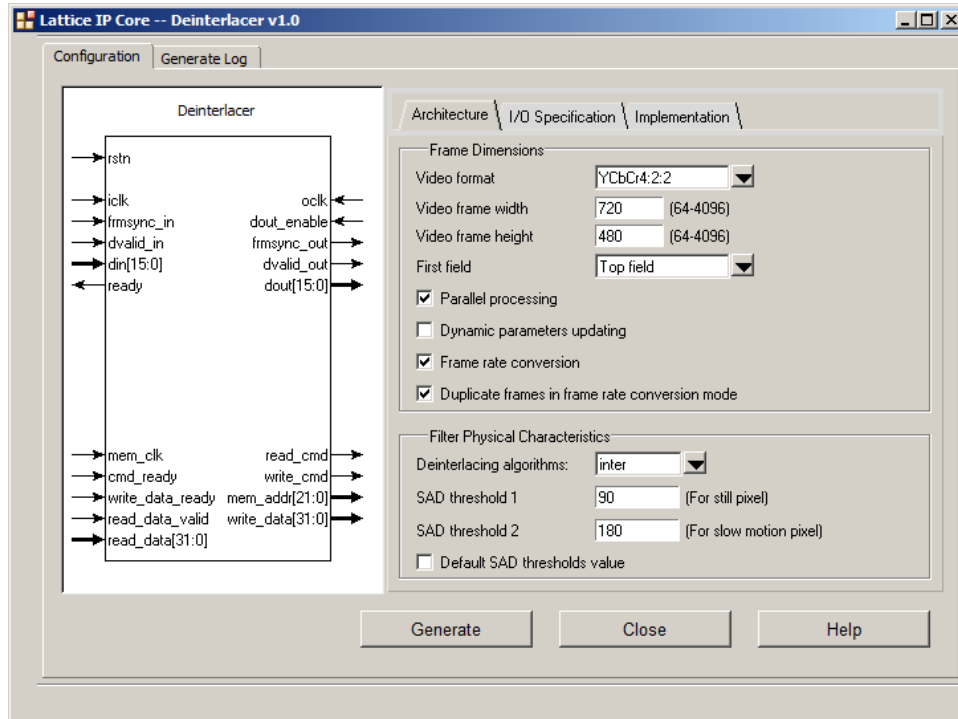 Lattice IP Core -- Deinterlacer v1.0
Configuration
Generate Log
Deinterlacer
rstn
iclk
oclk
frmsync_in
dout_enable
dvalid_in
frmsync_out
din[15:0]
dvalid_out
ready
dout[15:0]
mem_clk
read_cmd
cmd_ready
write_cmd
write_data_ready
mem_addr[21:0]
read_data_valid
write_data[31:0]
read_data[31:0]
Architecture
I/O Specification
Implementation
Frame Dimensions
Video format YCbCr4:2:2
Video frame width 720 (64-4096)
Video frame height 480 (64-4096)
First field Top field
Parallel processing
Dynamic parameters updating
Frame rate conversion
Duplicate frames in frame rate conversion mode
Filter Physical Characteristics
Deinterlacing algorithms: inter
SAD threshold 1 90 (For still pixel)
SAD threshold 2 180 (For slow motion pixel)
Default SAD thresholds value
Generate
Close
Help